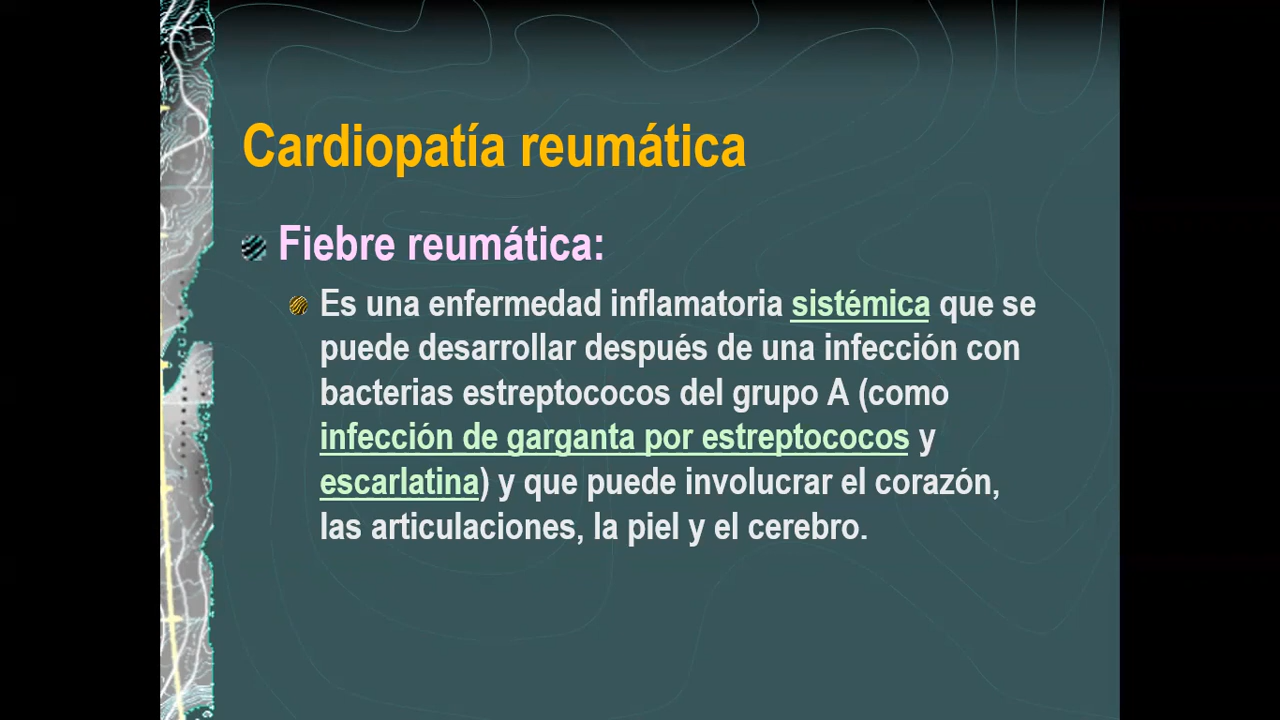 Cardiopatía reumática
Fiebre reumática:
Es una enfermedad inflamatoria sistémica que se
puede desarrollar después de una infección con
bacterias estreptococos del grupo A (como
infección de garganta por estreptococos y
escarlatina) y que puede involucrar el corazón,
las articulaciones, la piel y el cerebro.